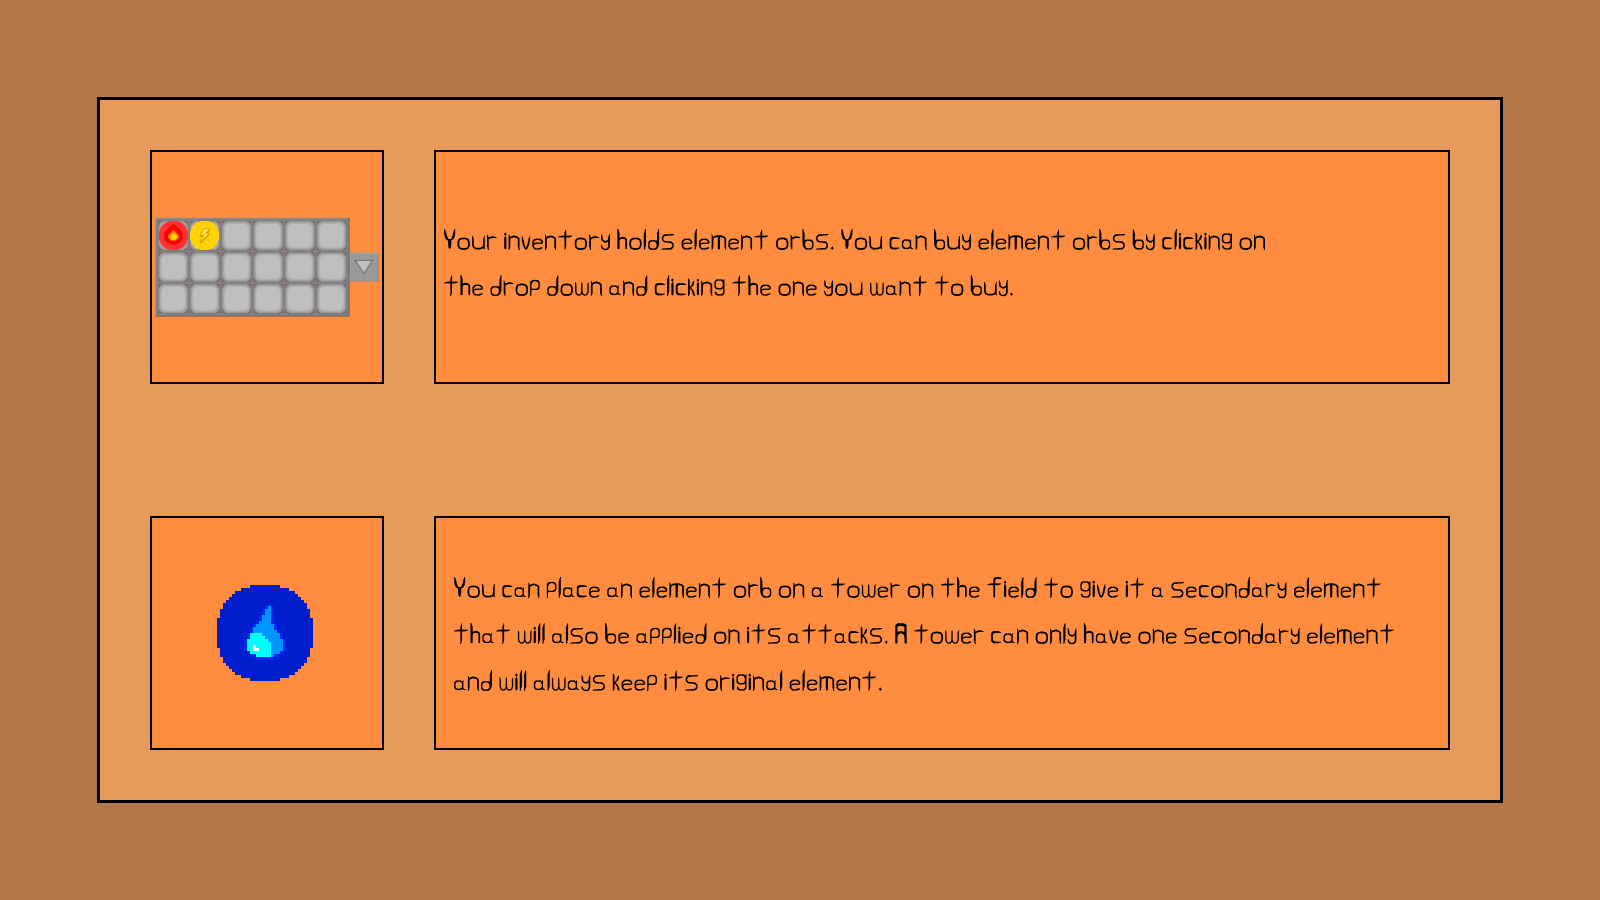 Your inventory holds element orbs. You can buy element orbs by clicking on
the drop down and clicking the one you want to buy.
You can place an element orb on a tower on the field to give it a secondary element
that will also be applied on its attacks. A tower can only have one secondary element
and will always keep its original element.